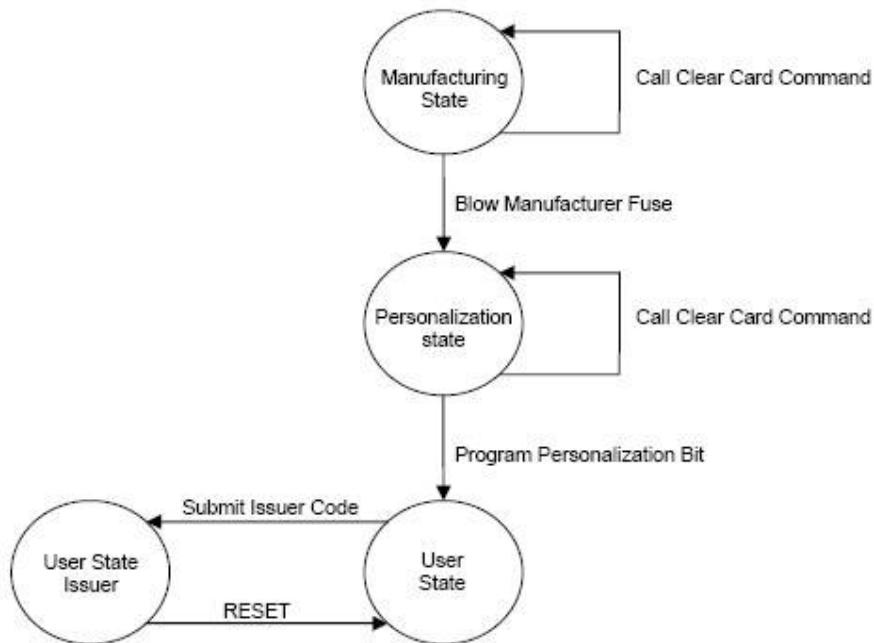 Manufacturing
State
Call Clear Card Command
Blow Manufacturer Fuse
Personalization
state
Call Clear Card Command
Program Personalization Bit
Submit Issuer Code
User State
Issuer
User
State
RESET